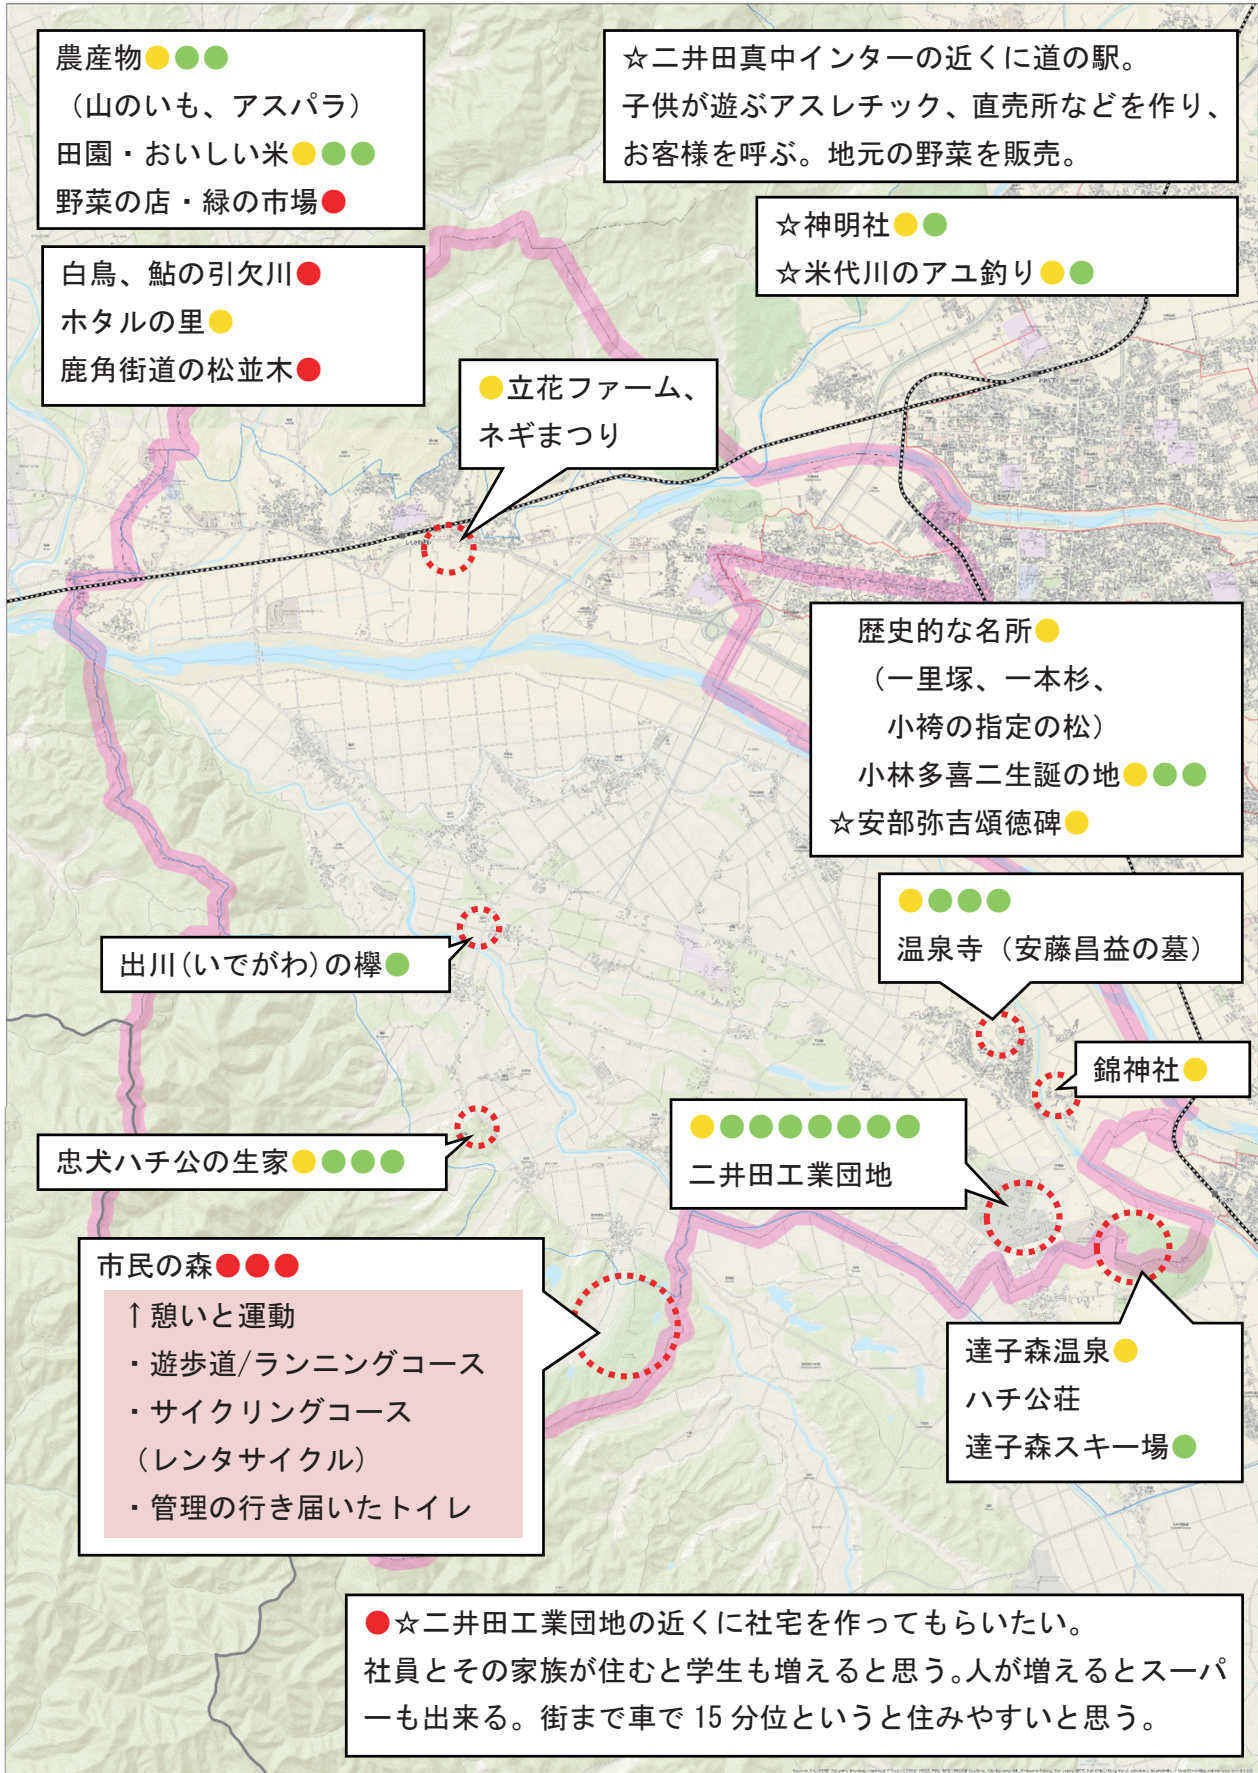 農産物
（山のいも、アスパラ）
田園・おいしい米
野菜の店・緑の市場
☆二井田真中インターの近くに道の駅。
子供が遊ぶアスレチック、直売所などを作り、
お客様を呼ぶ。地元の野菜を販売。
白鳥、鮎の引欠川
ホタルの里
鹿角街道の松並木
☆神明社
☆米代川のアユ釣り
立花ファーム、
ネギまつり
歴史的な名所
（一里塚、一本杉、
小袴の指定の松）
小林多喜二生誕の地
☆安部弥吉頌徳碑
出川(いでがわ)の欅
温泉寺（安藤昌益の墓）
錦神社
忠犬ハチ公の生家
二井田工業団地
市民の森
↑憩いと運動
・遊歩道/ランニングコース
・サイクリングコース
（レンタサイクル）
・管理の行き届いたトイレ
達子森温泉
ハチ公荘
達子森スキー場
☆二井田工業団地の近くに社宅を作ってもらいたい。
社員とその家族が住むと学生も増えると思う。人が増えるとスーパ
ーも出来る。街まで車で 15 分位というと住みやすいと思う。